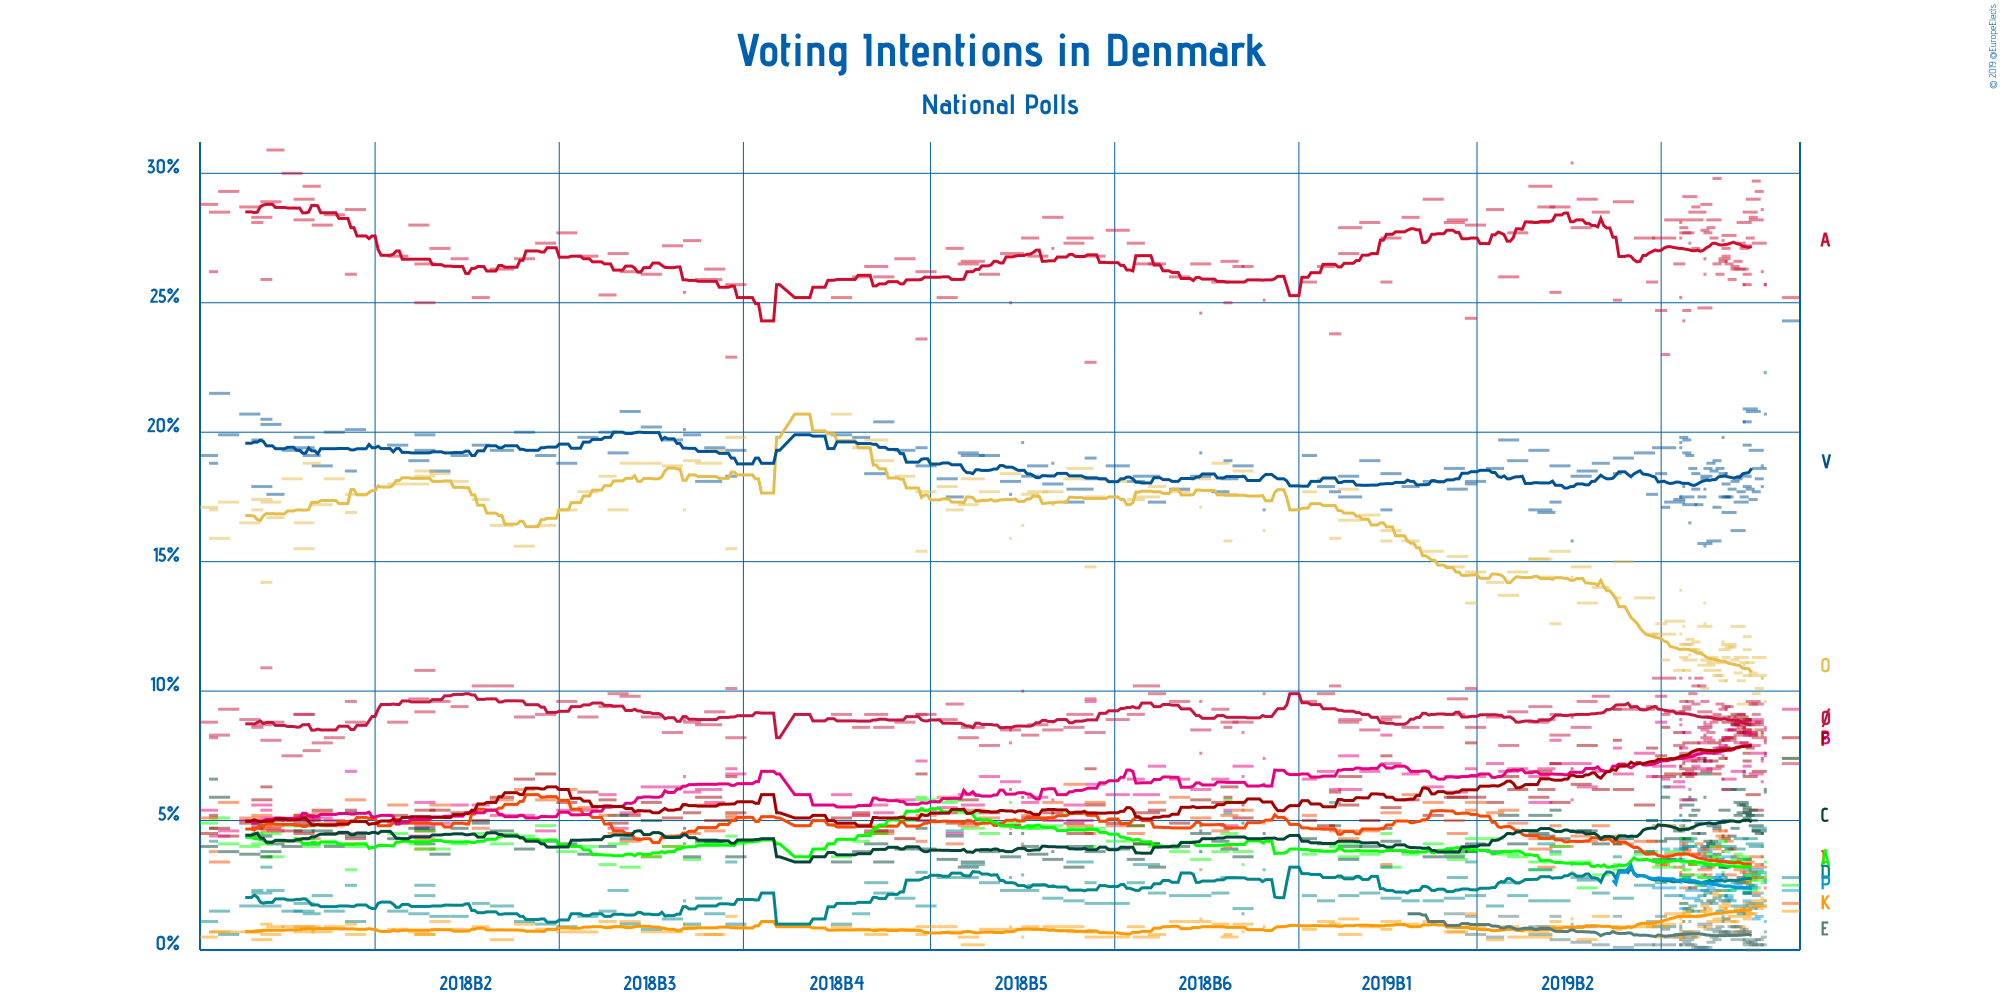 Voting Intentions in Denmark
National Polls
© 2019 @EuropeElects
30%
25%
20%
15%
10%
5%
0%
A
V
O
Ø
B
F
C
Å
D
P
K
E
2018B2
2018B3
2018B4
2018B5
2018B6
2019B1
2019B2